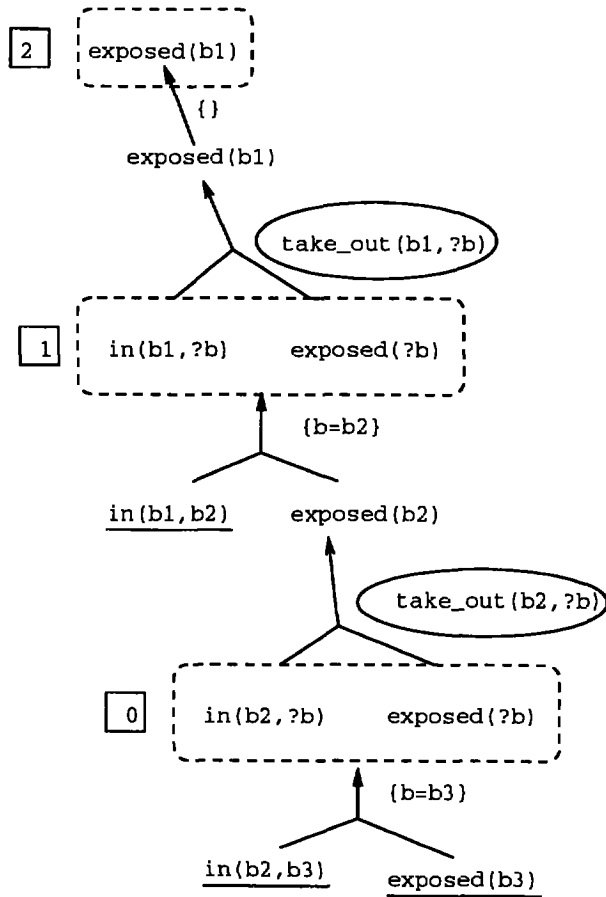 2 exposed(b1)
{}
exposed(b1)
take_out(b1,?b)
1 in(b1,?b) exposed(?b)
{b=b2}
in(b1,b2) exposed(b2)
take_out(b2,?b)
0 in(b2,?b) exposed(?b)
{b=b3}
in(b2,b3) exposed(b3)